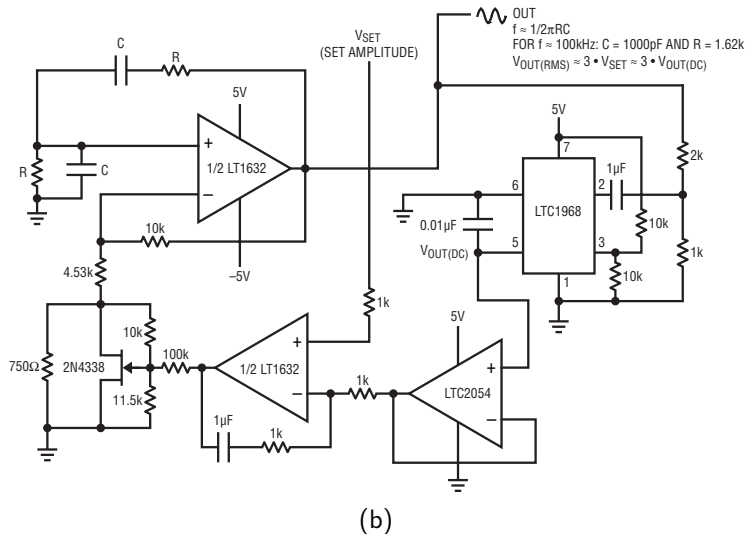 OUT
f ≈ 1/2πRC
FOR f ≈ 100kHz: C = 1000pF AND R = 1.62k
VOUT(RMS) ≈ 3 • VSET ≈ 3 • VOUT(DC)
VSET
(SET AMPLITUDE)
C
R
5V
+
1/2 LT1632
–
–5V
R
C
10k
4.53k
5V
7
6
2
1µF
2k
LTC1968
0.01µF
10k
1k
5
3
VOUT(DC)
10k
1
1k
750Ω
10k
2N4338
11.5k
100k
+
1/2 LT1632
–
1k
1µF
1k
5V
+
LTC2054
–
(b)